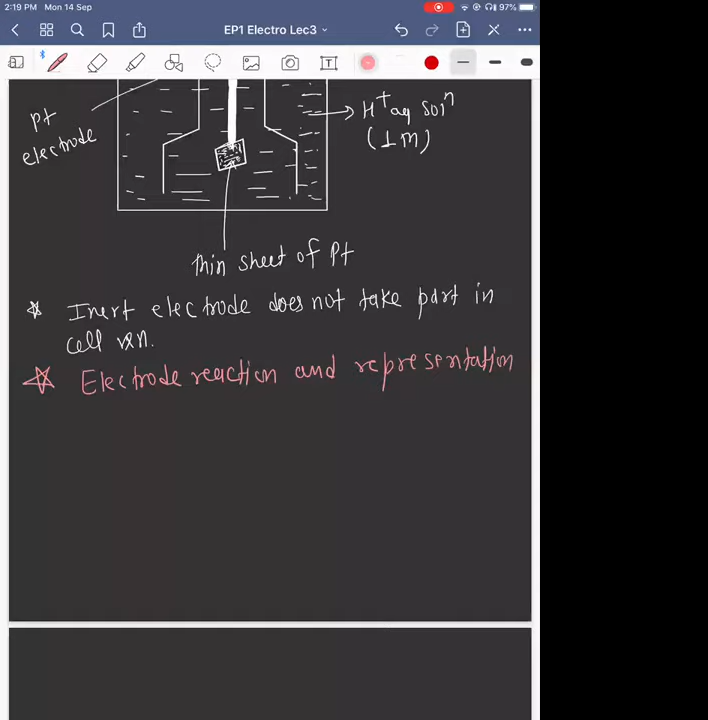 2:19 PM Mon 14 Sep
97%
EP1 Electro Lec3
T
Pt
electrode
H+ aq soln
(1M)
Thin sheet of Pt
Inert electrode does not take part in
cell rxn.
Electrode reaction and representation